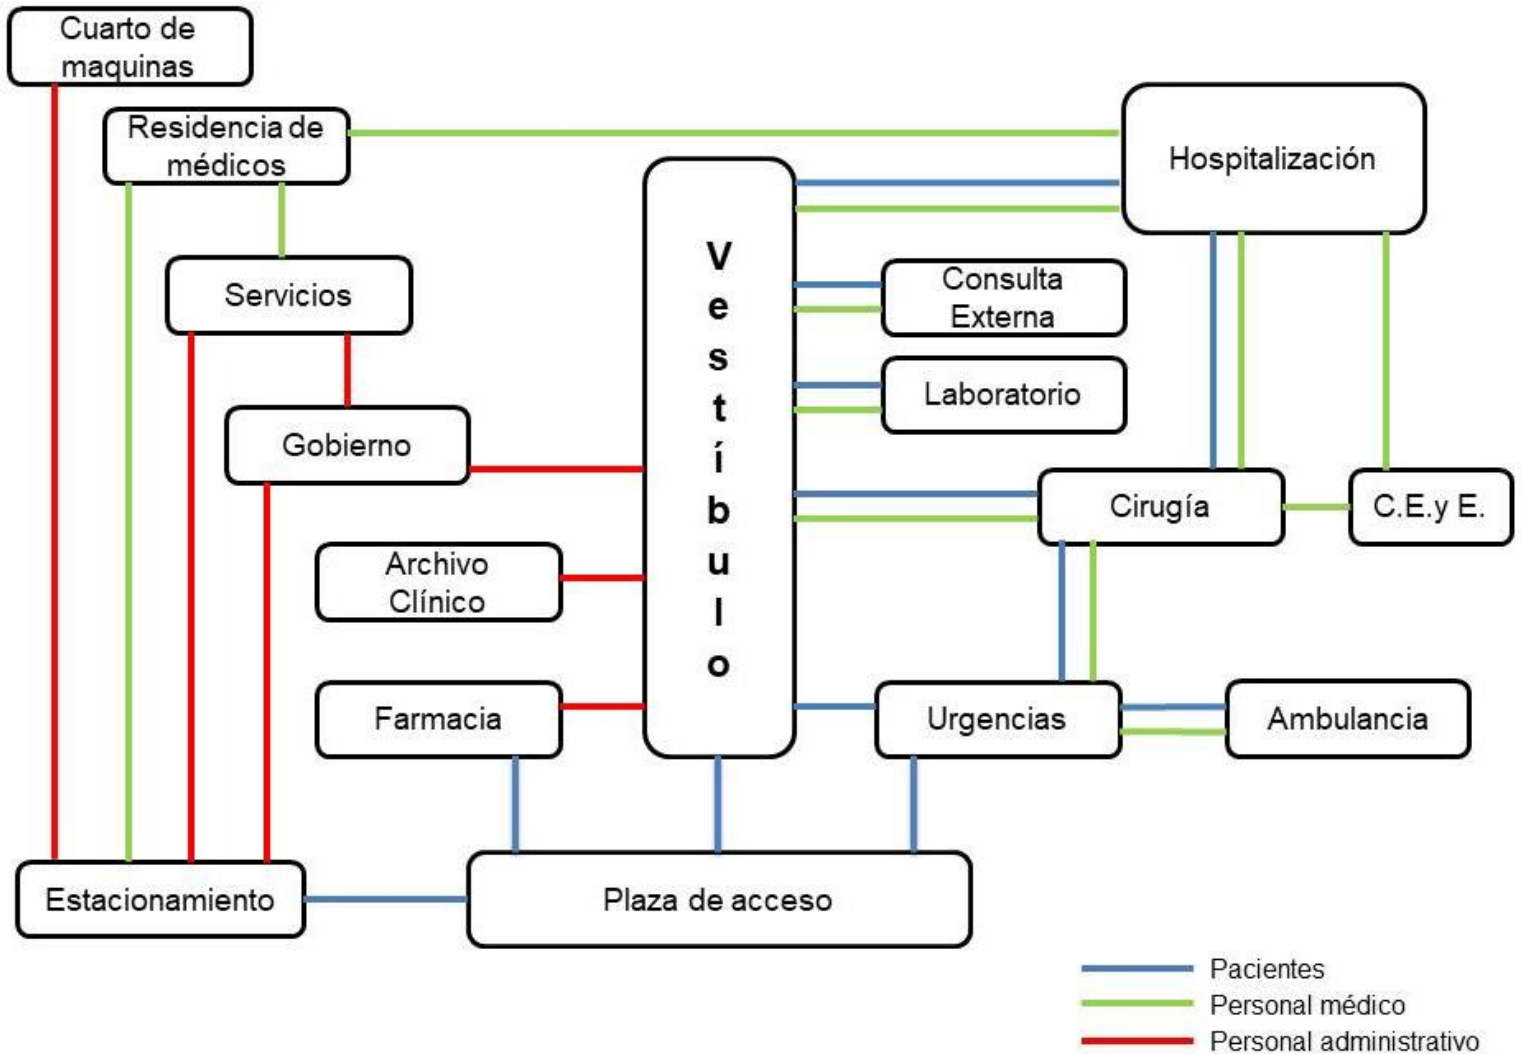 Cuarto de
maquinas
Residencia de
médicos
Hospitalización
Servicios
Vestíbulo
Consulta
Externa
Laboratorio
Gobierno
Cirugía
C.E.y E.
Archivo
Clínico
Farmacia
Urgencias
Ambulancia
Estacionamiento
Plaza de acceso
Pacientes
Personal médico
Personal administrativo